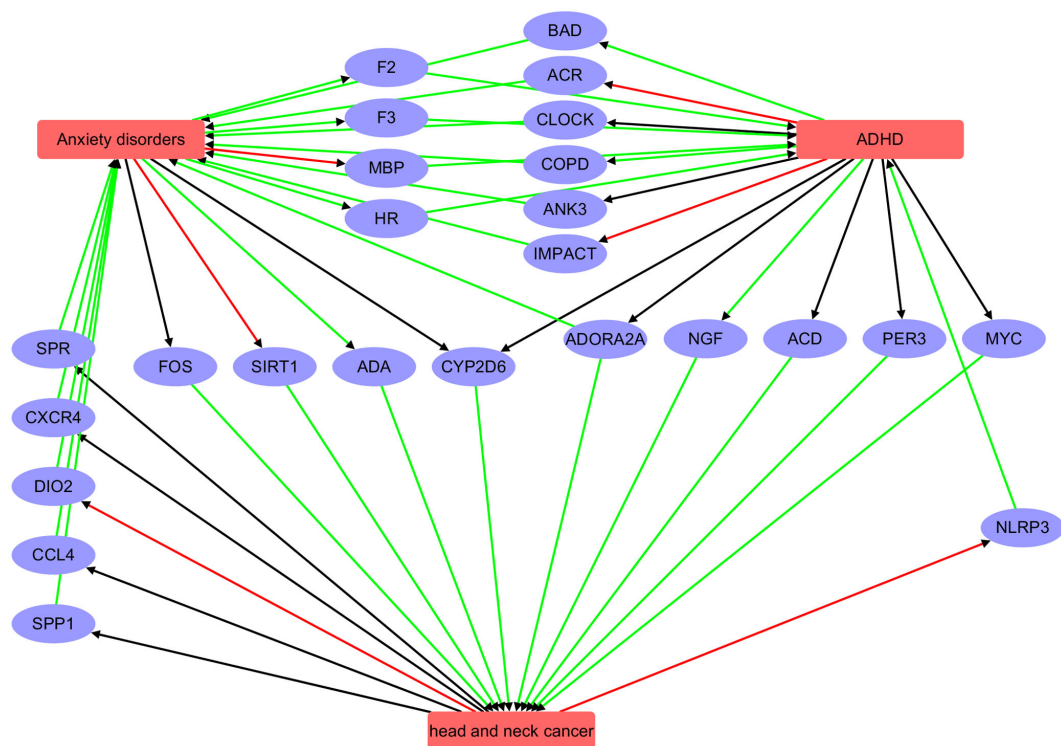 BAD
F2
ACR
F3
CLOCK
Anxiety disorders
ADHD
MBP
COPD
HR
ANK3
IMPACT
SPR
FOS
SIRT1
ADA
CYP2D6
ADORA2A
NGF
ACD
PER3
MYC
CXCR4
DIO2
NLRP3
CCL4
SPP1
head and neck cancer